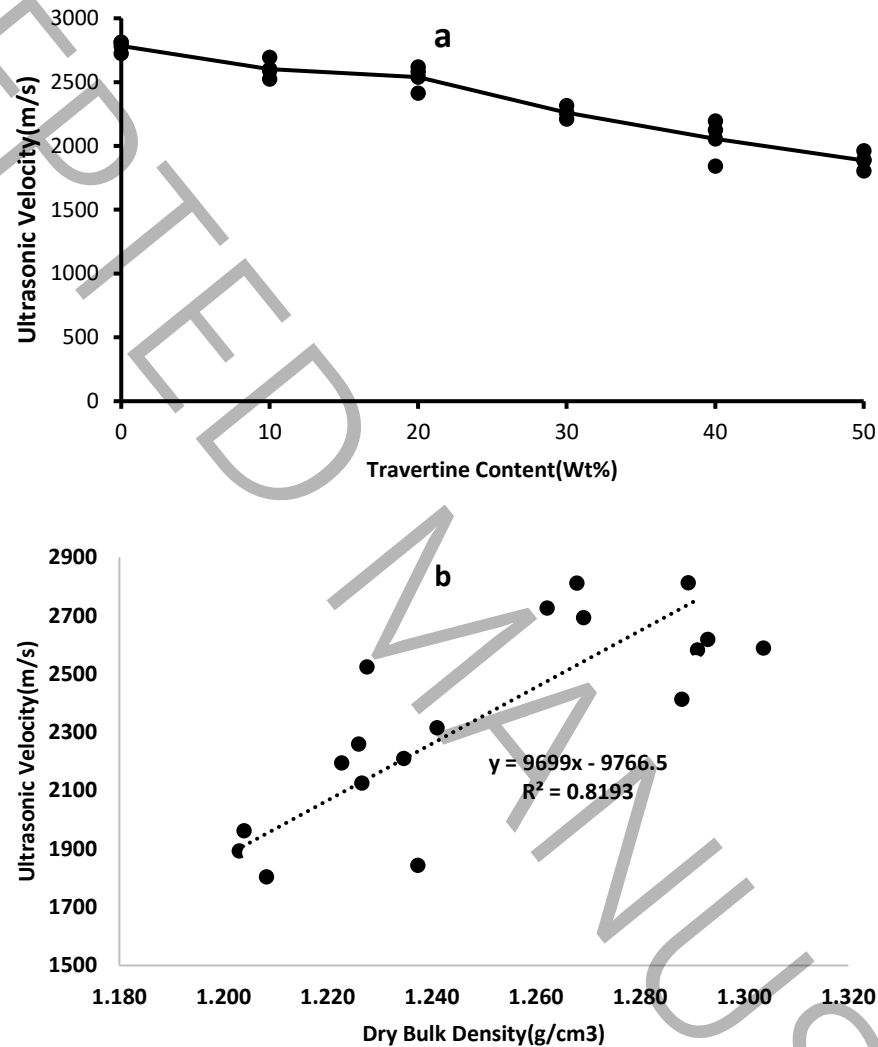 a
3000
2500
2000
1500
1000
500
0
Ultrasonic Velocity(m/s)
0 10 20 30 40 50
Travertine Content(Wt%)
b
2900
2700
2500
2300
2100
1900
1700
1500
Ultrasonic Velocity(m/s)
y = 9699x - 9766.5
R² = 0.8193
1.180 1.200 1.220 1.240 1.260 1.280 1.300 1.320
Dry Bulk Density(g/cm3)
EPTED MANUS